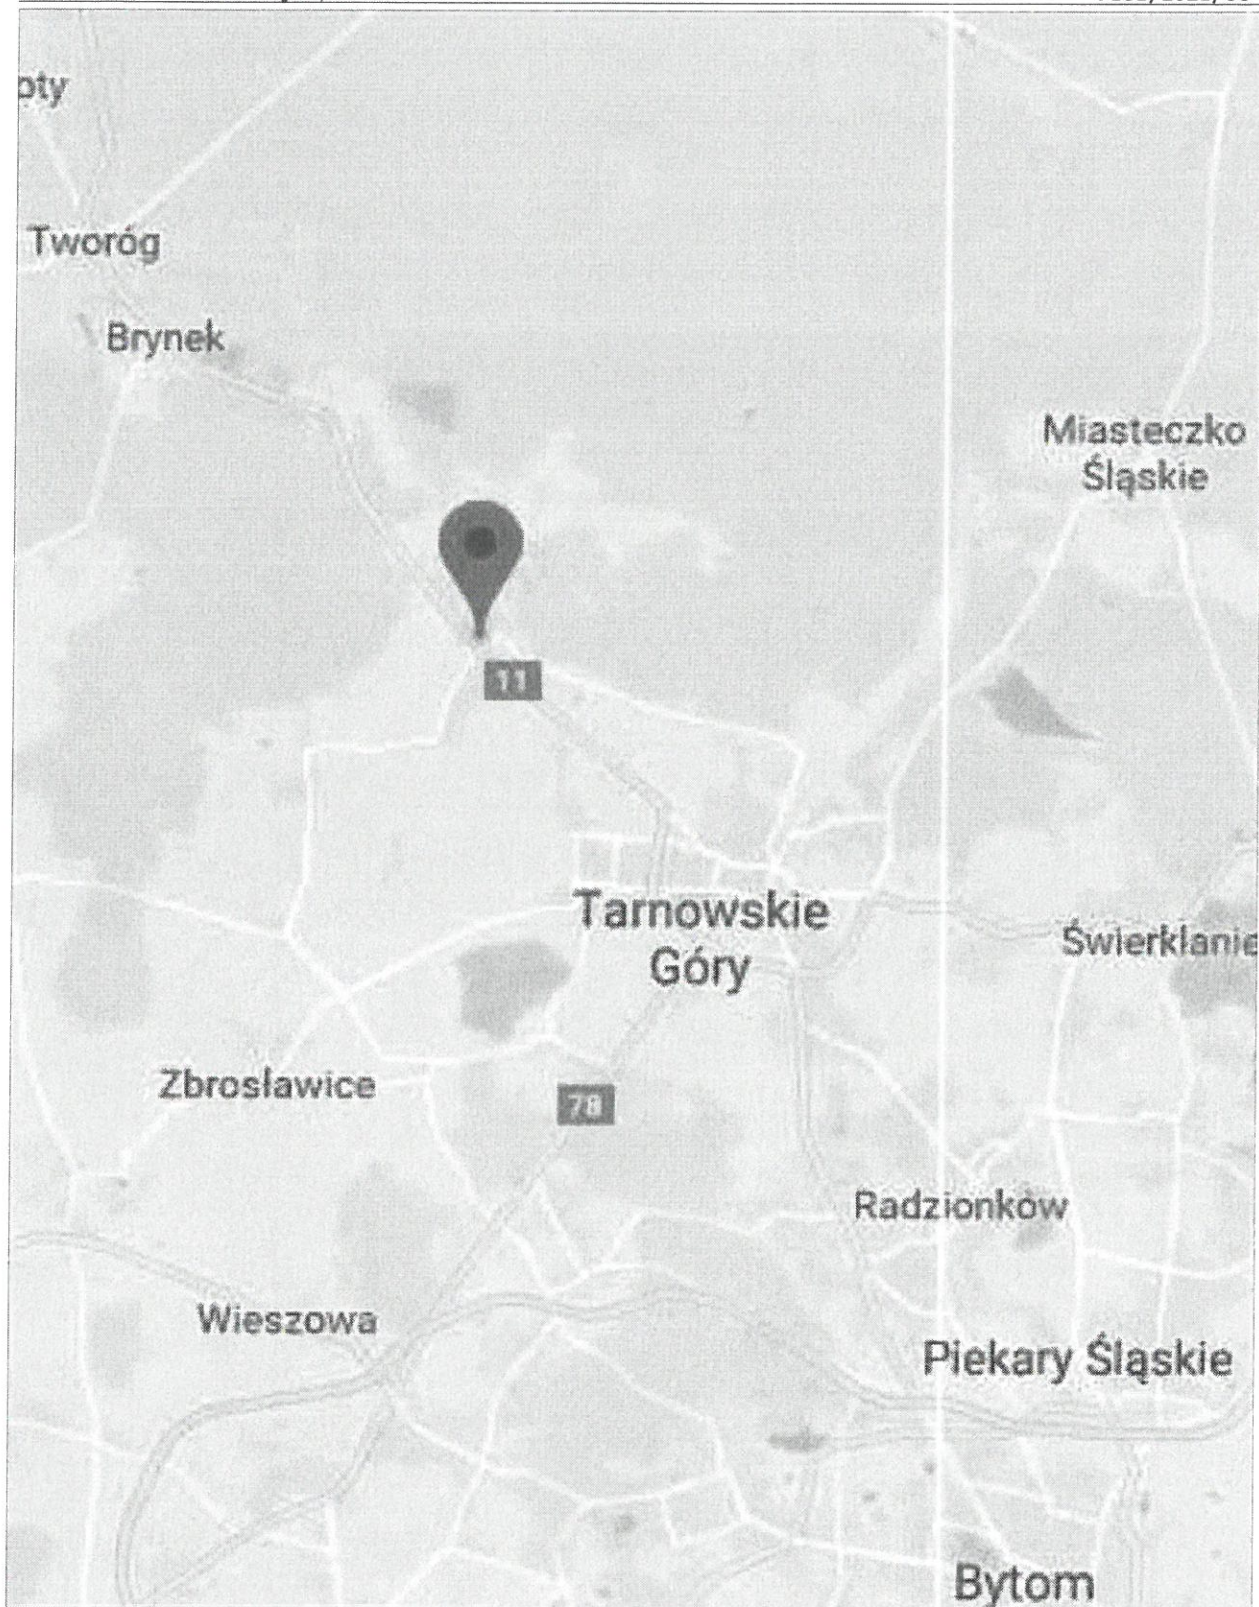 Tworóg
Brynek
Miasteczko
Śląskie
11
Tarnowskie
Góry
Świerklanie
Zbrosławice
78
Radzionków
Wieszowa
Piekary Śląskie
Bytom